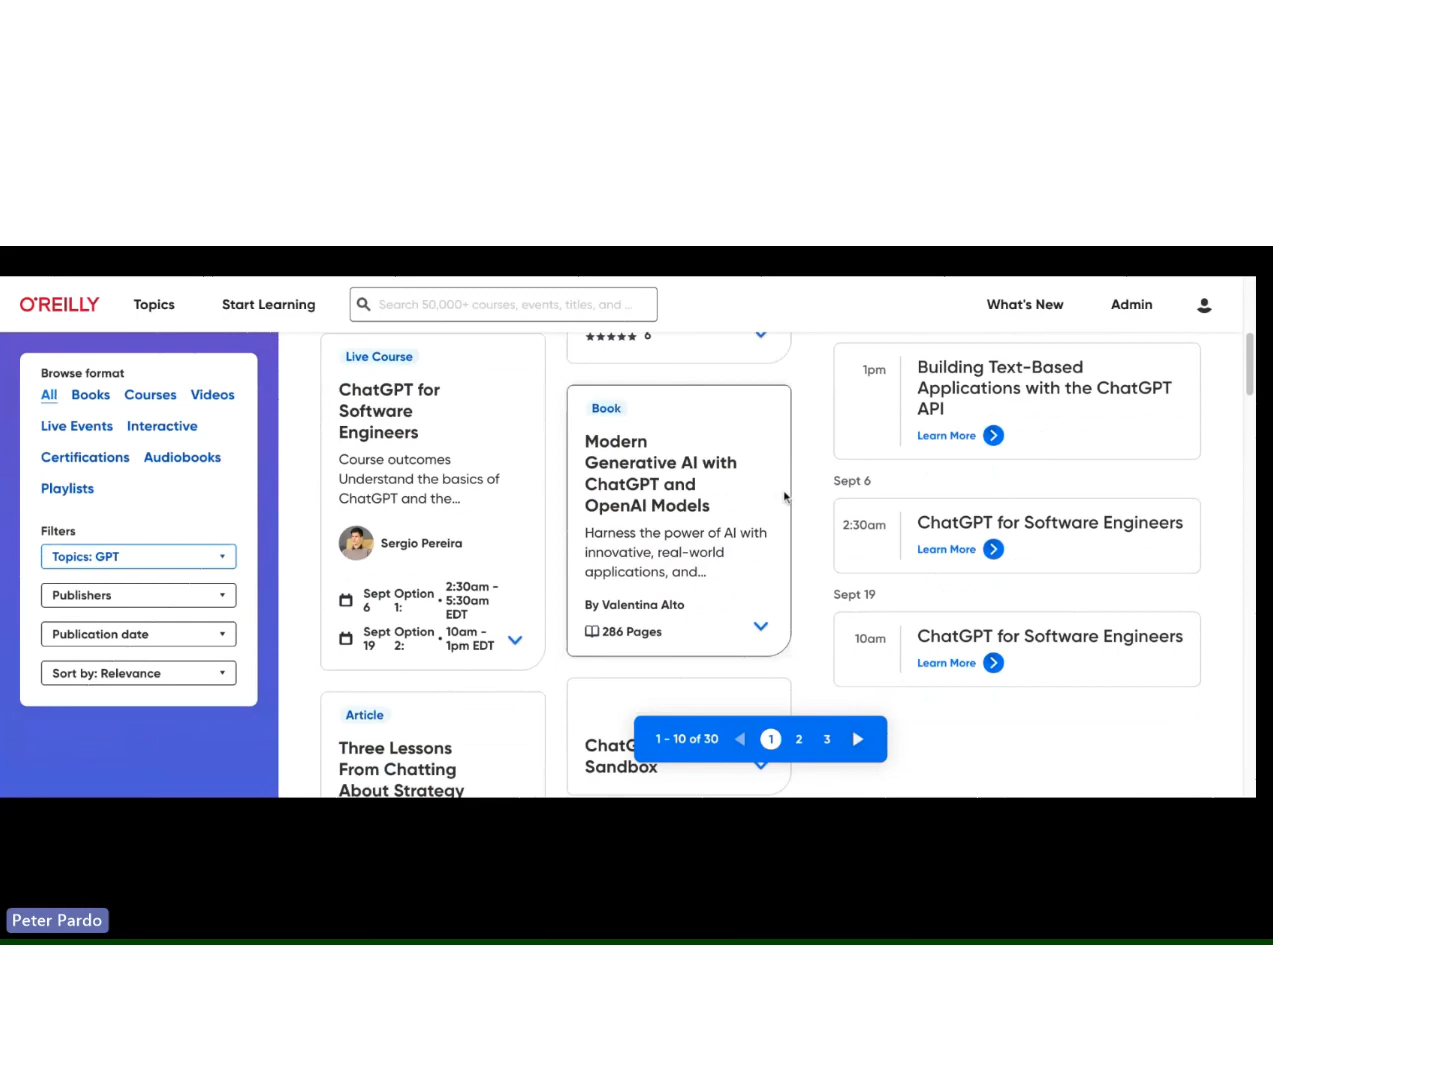 O'REILLY
Topics
Start Learning
Search 50,000+ courses, events, titles, and ...
What's New
Admin
Browse format
All Books Courses Videos
Live Events Interactive
Certifications Audiobooks
Playlists
Filters
Topics: GPT
Publishers
Publication date
Sort by: Relevance
Live Course
ChatGPT for
Software
Engineers
Course outcomes
Understand the basics of
ChatGPT and the...
Sergio Pereira
Sept 6 Option 1: • 2:30am - 5:30am EDT
Sept 19 Option 2: • 10am - 1pm EDT
Article
Three Lessons
From Chatting
About Strategy
6
Book
Modern
Generative AI with
ChatGPT and
OpenAI Models
Harness the power of AI with
innovative, real-world
applications, and...
By Valentina Alto
286 Pages
Sandbox
1 - 10 of 30 1 2 3
1pm
Building Text-Based
Applications with the ChatGPT
API
Learn More
Sept 6
2:30am
ChatGPT for Software Engineers
Learn More
Sept 19
10am
ChatGPT for Software Engineers
Learn More
Peter Pardo